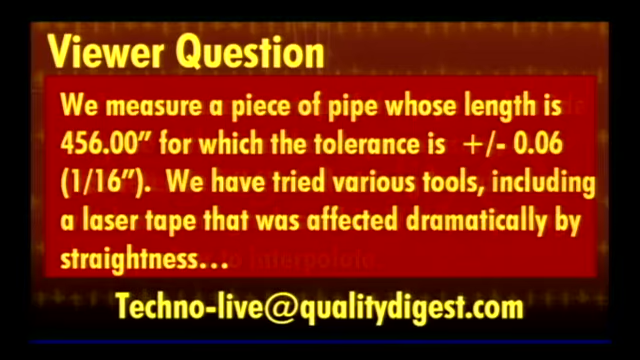 Viewer Question
We measure a piece of pipe whose length is
456.00” for which the tolerance is +/- 0.06
(1/16”). We have tried various tools, including
a laser tape that was affected dramatically by
straightness...
to interpolate
Techno-live@qualitydigest.com